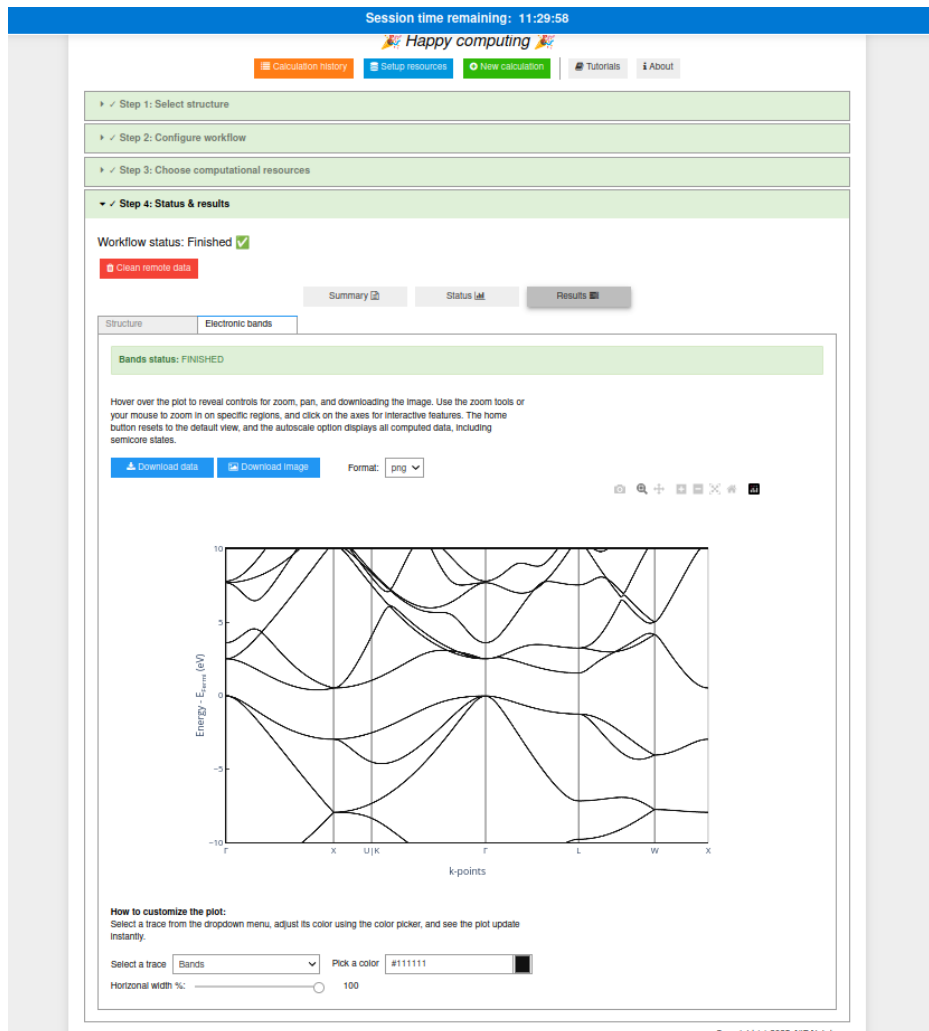 Session time remaining: 11:29:58
🎉 Happy computing 🎉
Calculation history Setup resources New calculation Tutorials About
✓ Step 1: Select structure
✓ Step 2: Configure workflow
✓ Step 3: Choose computational resources
✓ Step 4: Status & results
Workflow status: Finished ✅
Clean remote data
Summary Status Results
Structure Electronic bands
Bands status: FINISHED
Hover over the plot to reveal controls for zoom, pan, and downloading the image. Use the zoom tools or
your mouse to zoom in on specific regions, and click on the axes for interactive features. The home
button resets to the default view, and the autoscale option displays all computed data, including
semicore states.
Download data Download image Format: png
10
5
0
−5
−10
Energy - E_Fermi (eV)
Γ X U|K Γ L W X
k-points
How to customize the plot:
Select a trace from the dropdown menu, adjust its color using the color picker, and see the plot update
instantly.
Select a trace Bands Pick a color #111111
Horizonal width %: 100